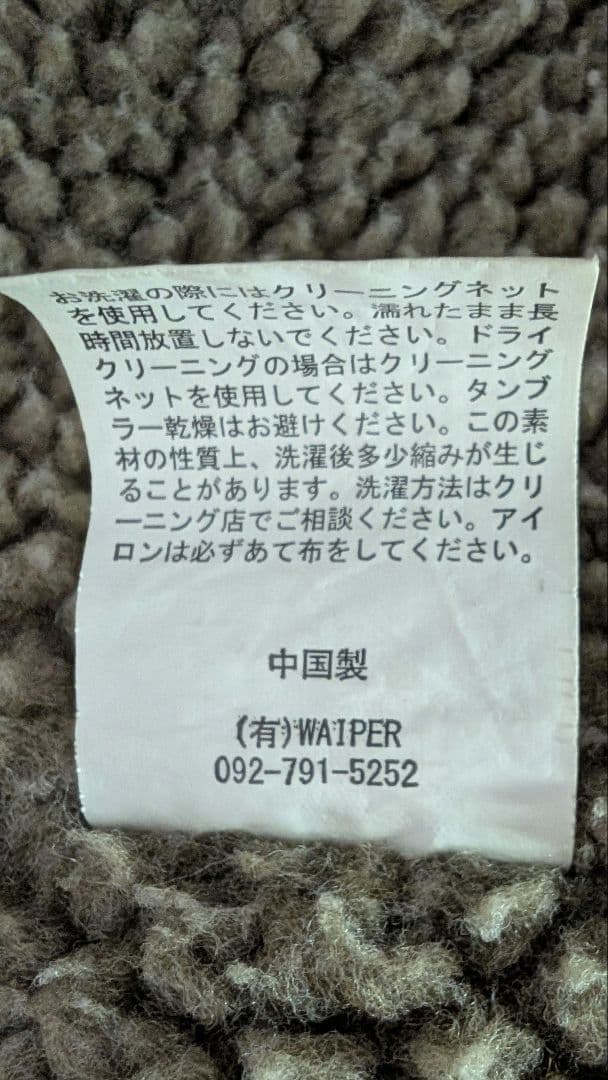 お洗濯の際にはクリーニングネット
を使用してください。濡れたまま長
時間放置しないでください。ドライ
クリーニングの場合はクリーニング
ネットを使用してください。タンブ
ラー乾燥はお避けください。この素
材の性質上、洗濯後多少縮みが生じ
ることがあります。洗濯方法はクリ
ーニング店でご相談ください。アイ
ロンは必ずあて布をしてください。
中国製
(有)WAIPER
092-791-5252